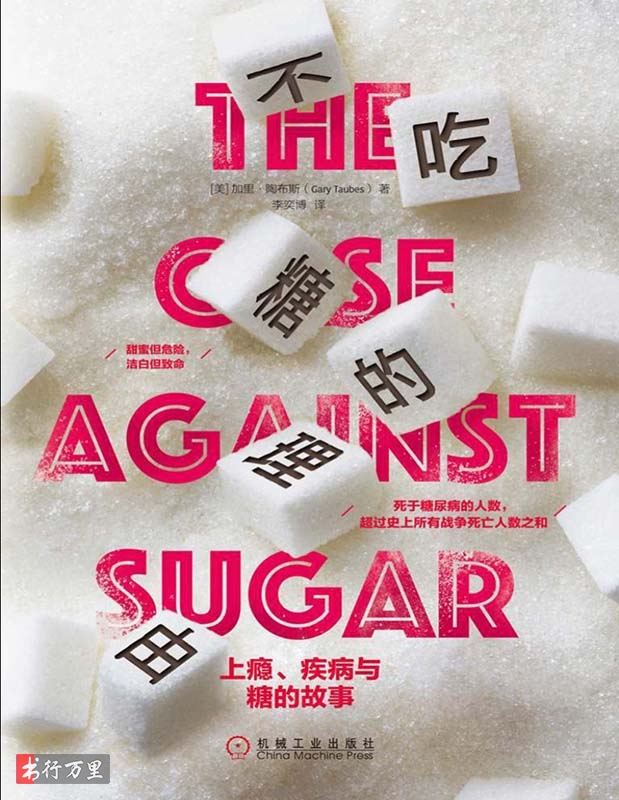 THE
不
吃
[美] 加里·陶布斯（Gary Taubes）著
李奕博 译
CASE
糖
的
甜蜜但危险，
洁白但致命
AGAINST
理
死于糖尿病的人数，
超过史上所有战争死亡人数之和
SUGAR
由
上瘾、疾病与
糖的故事
机械工业出版社
China Machine Press
书行万里